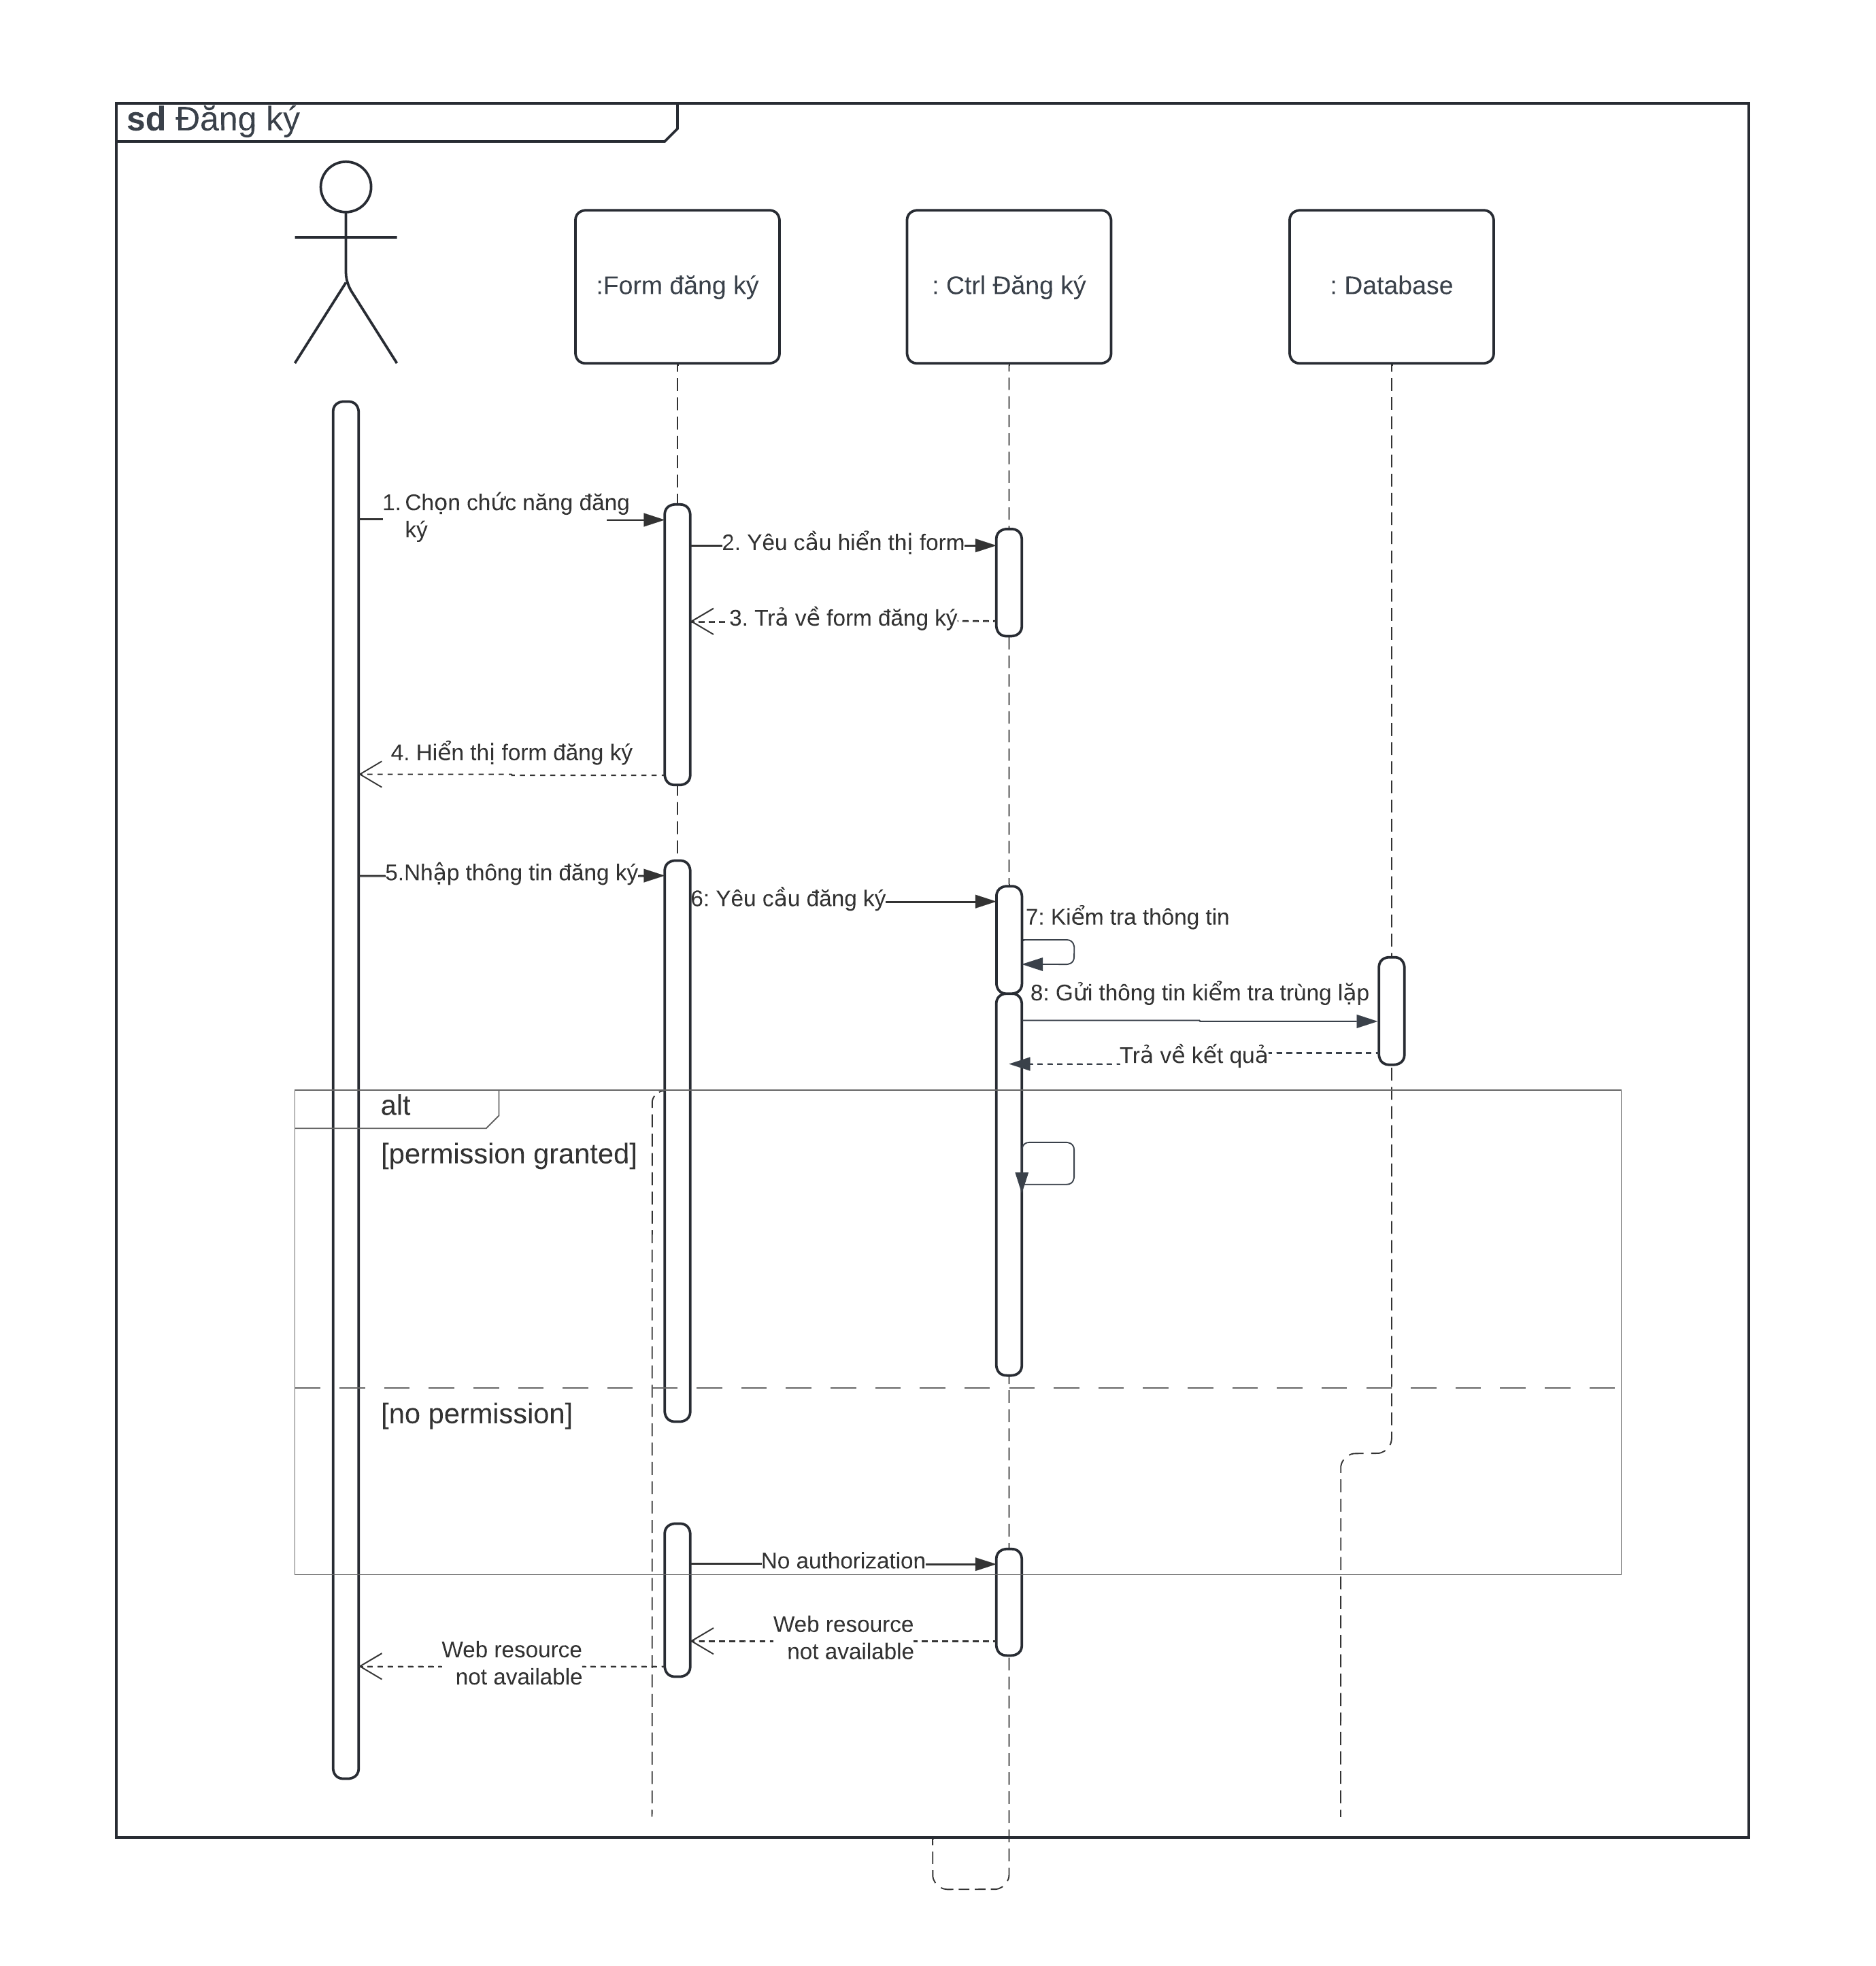 sd Đăng ký
:Form đăng ký
: Ctrl Đăng ký
: Database
1. Chọn chức năng đăng
ký
2. Yêu cầu hiển thị form
3. Trả về form đăng ký
4. Hiển thị form đăng ký
5.Nhập thông tin đăng ký
6: Yêu cầu đăng ký
7: Kiểm tra thông tin
8: Gửi thông tin kiểm tra trùng lặp
Trả về kết quả
alt
[permission granted]
[no permission]
No authorization
Web resource
not available
Web resource
not available